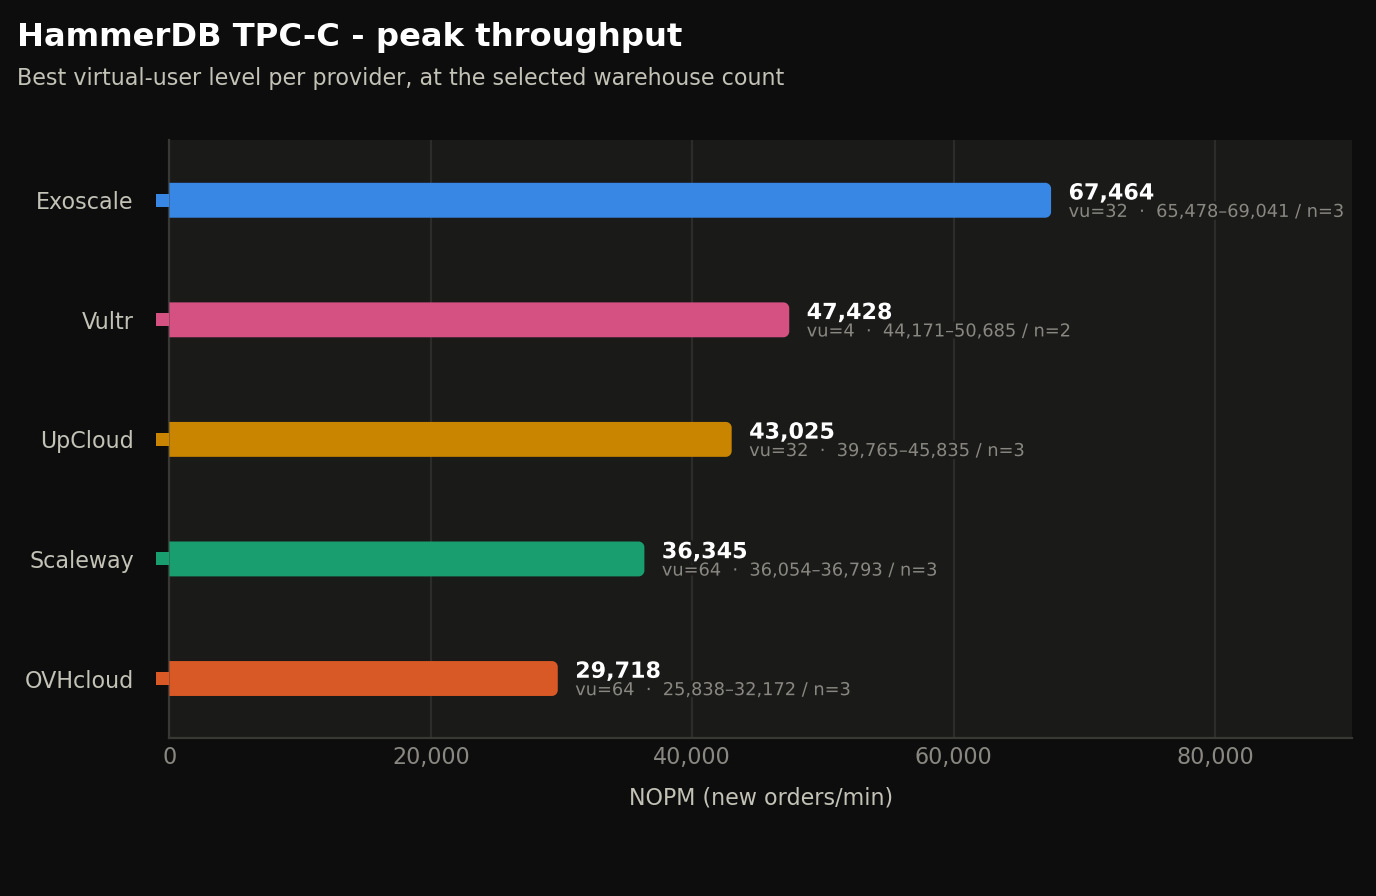 HammerDB TPC-C - peak throughput
Best virtual-user level per provider, at the selected warehouse count
Exoscale
67,464
vu=32 · 65,478–69,041 / n=3
Vultr
47,428
vu=4 · 44,171–50,685 / n=2
UpCloud
43,025
vu=32 · 39,765–45,835 / n=3
Scaleway
36,345
vu=64 · 36,054–36,793 / n=3
OVHcloud
29,718
vu=64 · 25,838–32,172 / n=3
0 20,000 40,000 60,000 80,000
NOPM (new orders/min)